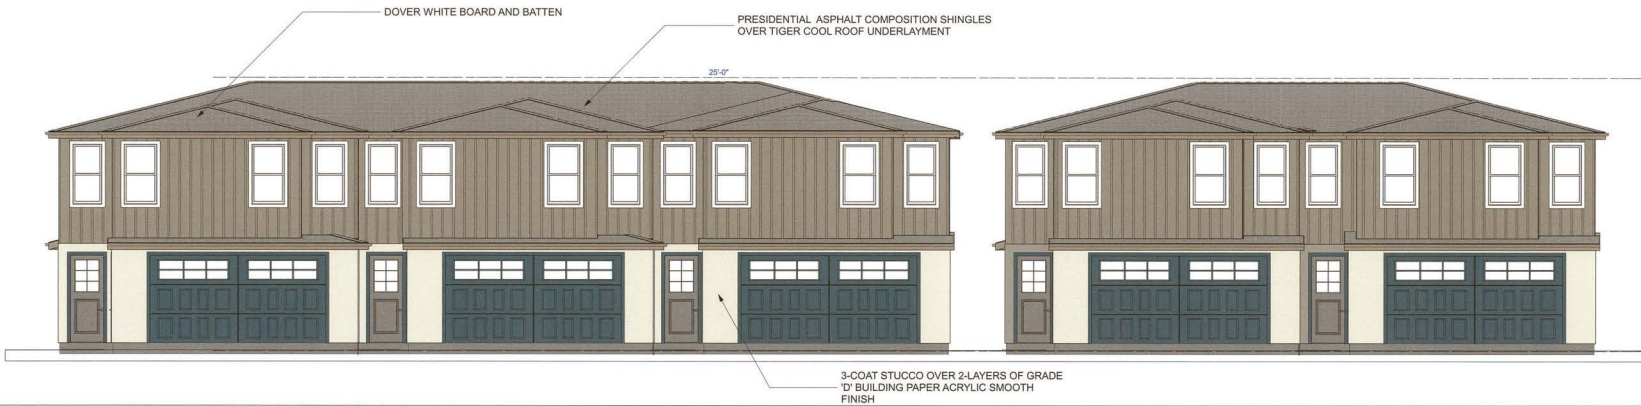 DOVER WHITE BOARD AND BATTEN
PRESIDENTIAL ASPHALT COMPOSITION SHINGLES
OVER TIGER COOL ROOF UNDERLAYMENT
25'-0"
3-COAT STUCCO OVER 2-LAYERS OF GRADE
'D' BUILDING PAPER ACRYLIC SMOOTH
FINISH